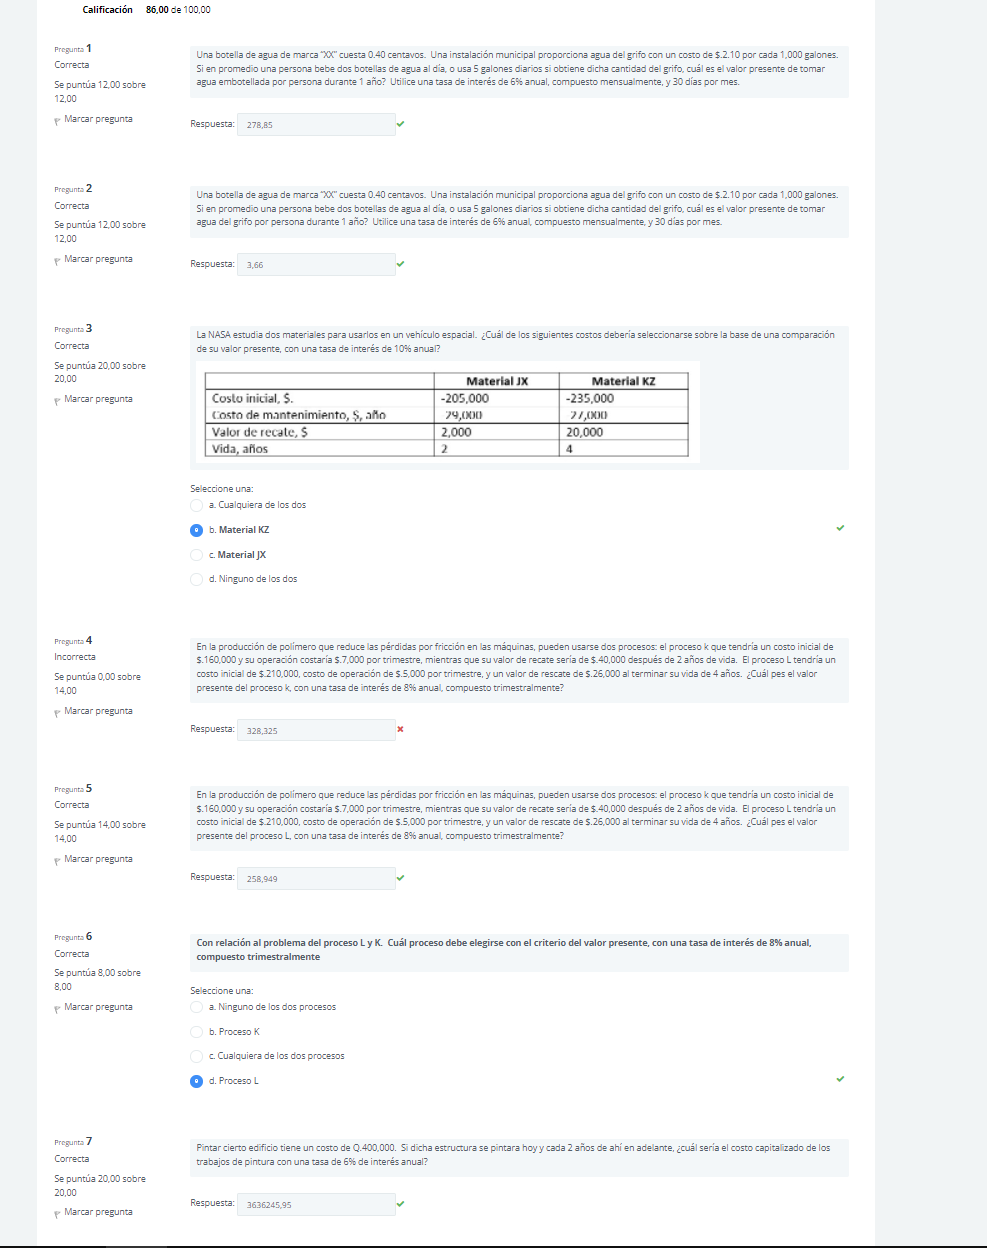 Calificación 86,00 de 100,00
Pregunta 1
Correcta
Se puntúa 12,00 sobre
12,00
Marcar pregunta
Una botella de agua de marca "XX" cuesta 0.40 centavos. Una instalación municipal proporciona agua del grifo con un costo de $.2.10 por cada 1,000 galones.
Si en promedio una persona bebe dos botellas de agua al día, o usa 5 galones diarios si obtiene dicha cantidad del grifo, cuál es el valor presente de tomar
agua embotellada por persona durante 1 año? Utilice una tasa de interés de 6% anual, compuesto mensualmente, y 30 días por mes.
Respuesta: 278,85
Pregunta 2
Correcta
Se puntúa 12,00 sobre
12,00
Marcar pregunta
Una botella de agua de marca "XX" cuesta 0.40 centavos. Una instalación municipal proporciona agua del grifo con un costo de $.2.10 por cada 1,000 galones.
Si en promedio una persona bebe dos botellas de agua al día, o usa 5 galones diarios si obtiene dicha cantidad del grifo, cuál es el valor presente de tomar
agua del grifo por persona durante 1 año? Utilice una tasa de interés de 6% anual, compuesto mensualmente, y 30 días por mes.
Respuesta: 3,66
Pregunta 3
Correcta
Se puntúa 20,00 sobre
20,00
Marcar pregunta
La NASA estudia dos materiales para usarlos en un vehículo espacial. ¿Cuál de los siguientes costos debería seleccionarse sobre la base de una comparación
de su valor presente, con una tasa de interés de 10% anual?
Material JX Material KZ
Costo inicial, $. -205,000 -235,000
Costo de mantenimiento, $, año 29,000 27,000
Valor de recate, $ 2,000 20,000
Vida, años 2 4
Seleccione una:
a. Cualquiera de los dos
b. Material KZ
c. Material JX
d. Ninguno de los dos
Pregunta 4
Incorrecta
Se puntúa 0,00 sobre
14,00
Marcar pregunta
En la producción de polímero que reduce las pérdidas por fricción en las máquinas, pueden usarse dos procesos: el proceso k que tendría un costo inicial de
$.160,000 y su operación costaría $.7,000 por trimestre, mientras que su valor de recate sería de $.40,000 después de 2 años de vida. El proceso L tendría un
costo inicial de $.210,000, costo de operación de $.5,000 por trimestre, y un valor de rescate de $.26,000 al terminar su vida de 4 años. ¿Cuál pes el valor
presente del proceso k, con una tasa de interés de 8% anual, compuesto trimestralmente?
Respuesta: 328,325
Pregunta 5
Correcta
Se puntúa 14,00 sobre
14,00
Marcar pregunta
En la producción de polímero que reduce las pérdidas por fricción en las máquinas, pueden usarse dos procesos: el proceso k que tendría un costo inicial de
$.160,000 y su operación costaría $.7,000 por trimestre, mientras que su valor de recate sería de $.40,000 después de 2 años de vida. El proceso L tendría un
costo inicial de $.210,000, costo de operación de $.5,000 por trimestre, y un valor de rescate de $.26,000 al terminar su vida de 4 años. ¿Cuál pes el valor
presente del proceso L, con una tasa de interés de 8% anual, compuesto trimestralmente?
Respuesta: 258,949
Pregunta 6
Correcta
Se puntúa 8,00 sobre
8,00
Marcar pregunta
Con relación al problema del proceso L y K. Cuál proceso debe elegirse con el criterio del valor presente, con una tasa de interés de 8% anual,
compuesto trimestralmente
Seleccione una:
a. Ninguno de los dos procesos
b. Proceso K
c. Cualquiera de los dos procesos
d. Proceso L
Pregunta 7
Correcta
Se puntúa 20,00 sobre
20,00
Marcar pregunta
Pintar cierto edificio tiene un costo de Q.400,000. Si dicha estructura se pintara hoy y cada 2 años de ahí en adelante, ¿cuál sería el costo capitalizado de los
trabajos de pintura con una tasa de 6% de interés anual?
Respuesta: 3636245,95